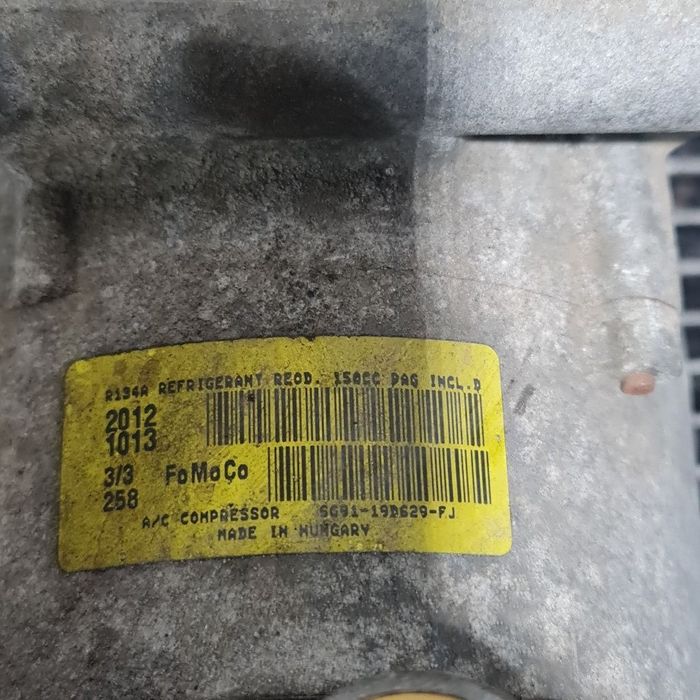 R134A REFRIGERANT REQD. 150CC PAG INCL.D
2012
1013
3/3 FoMoCo
258
A/C COMPRESSOR 6G91-19D629-FJ
MADE IN HUNGARY